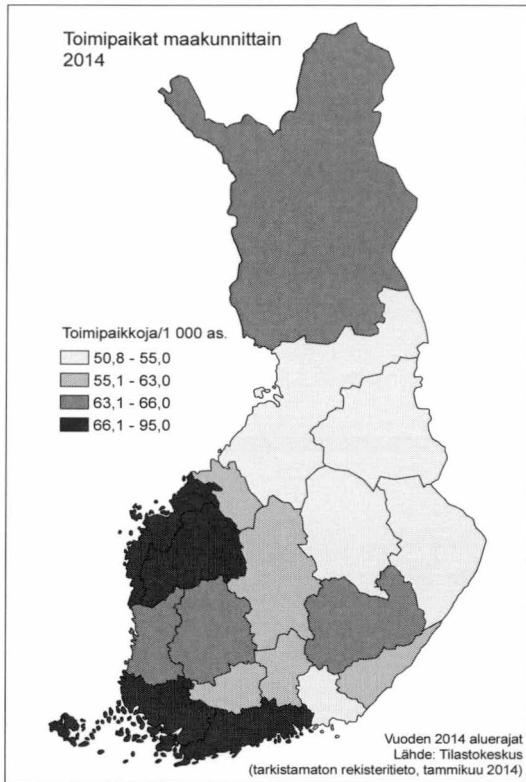 Toimipaikat maakunnittain
2014
Toimipaikkoja/1 000 as.
50,8 - 55,0
55,1 - 63,0
63,1 - 66,0
66,1 - 95,0
Vuoden 2014 aluerajat
Lähde: Tilastokeskus
(tarkistamaton rekisteritieto, tammikuu 2014)